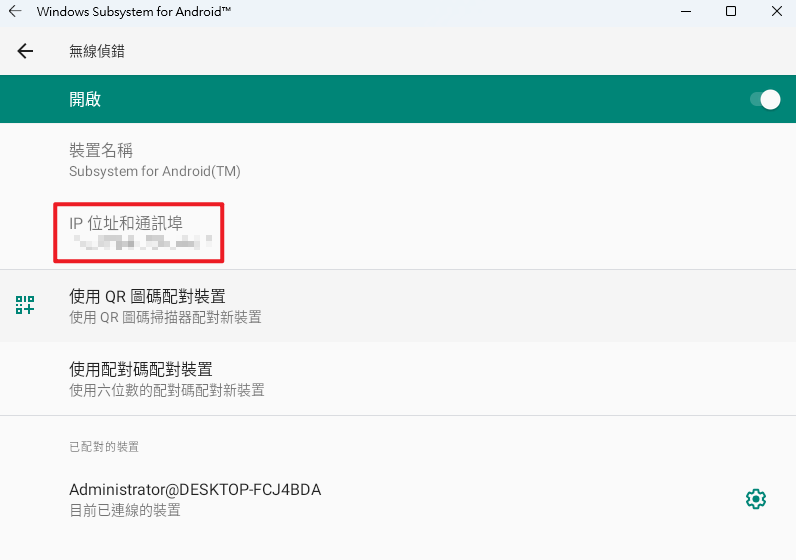 Windows Subsystem for Android™
無線偵錯
開啟
裝置名稱
Subsystem for Android(TM)
IP 位址和通訊埠
使用 QR 圖碼配對裝置
使用 QR 圖碼掃描器配對新裝置
使用配對碼配對裝置
使用六位數的配對碼配對新裝置
已配對的裝置
Administrator@DESKTOP-FCJ4BDA
目前已連線的裝置